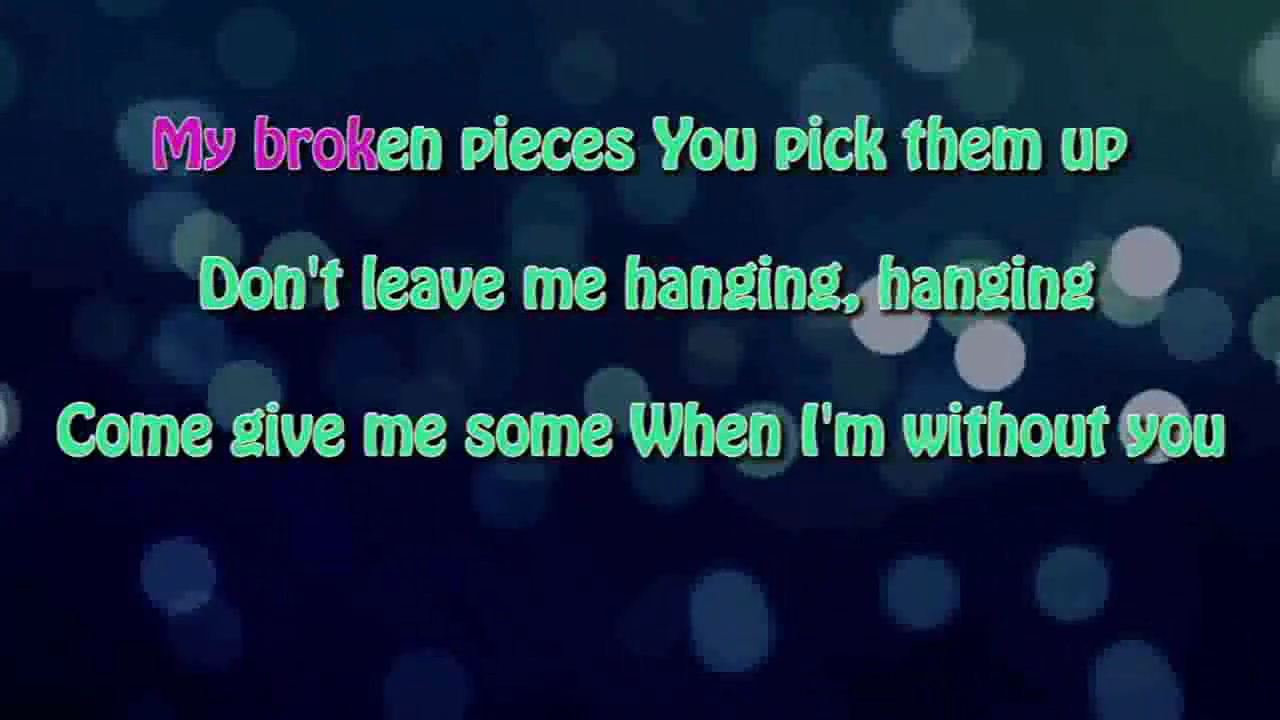 My broken pieces You pick them up
Don't leave me hanging, hanging
Come give me some When I'm without you